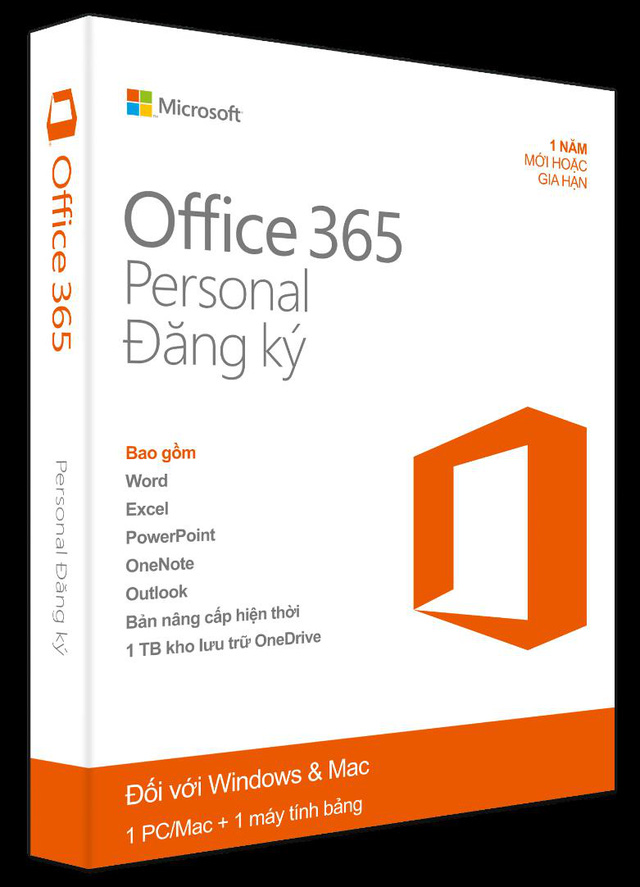 Microsoft
1 NĂM
MỚI HOẶC
GIA HẠN
Office 365
Personal
Đăng ký
Bao gồm
Word
Excel
PowerPoint
OneNote
Outlook
Bản nâng cấp hiện thời
1 TB kho lưu trữ OneDrive
Đối với Windows & Mac
1 PC/Mac + 1 máy tính bảng
Office 365
Personal Đăng ký